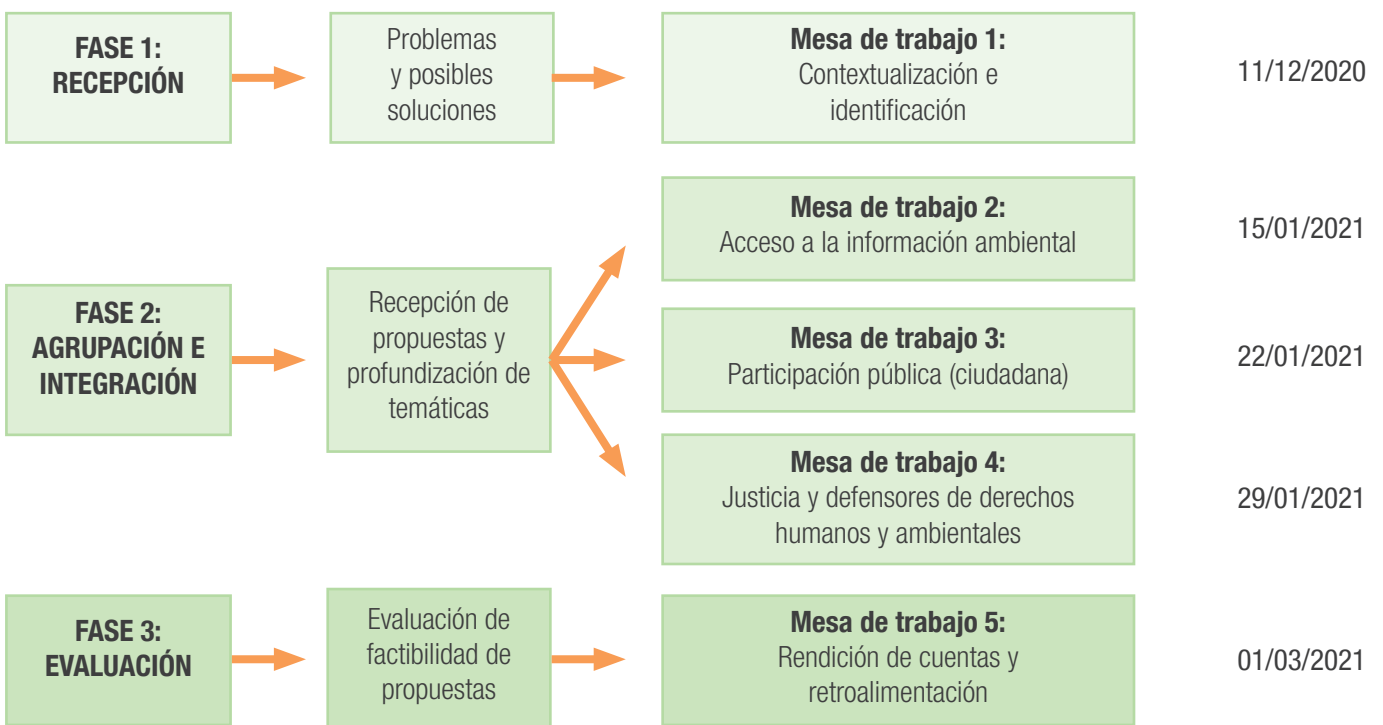 FASE 1:
RECEPCIÓN
Problemas
y posibles
soluciones
Mesa de trabajo 1:
Contextualización e
identificación
11/12/2020
FASE 2:
AGRUPACIÓN E
INTEGRACIÓN
Recepción de
propuestas y
profundización de
temáticas
Mesa de trabajo 2:
Acceso a la información ambiental
15/01/2021
Mesa de trabajo 3:
Participación pública (ciudadana)
22/01/2021
Mesa de trabajo 4:
Justicia y defensores de derechos
humanos y ambientales
29/01/2021
FASE 3:
EVALUACIÓN
Evaluación de
factibilidad de
propuestas
Mesa de trabajo 5:
Rendición de cuentas y
retroalimentación
01/03/2021